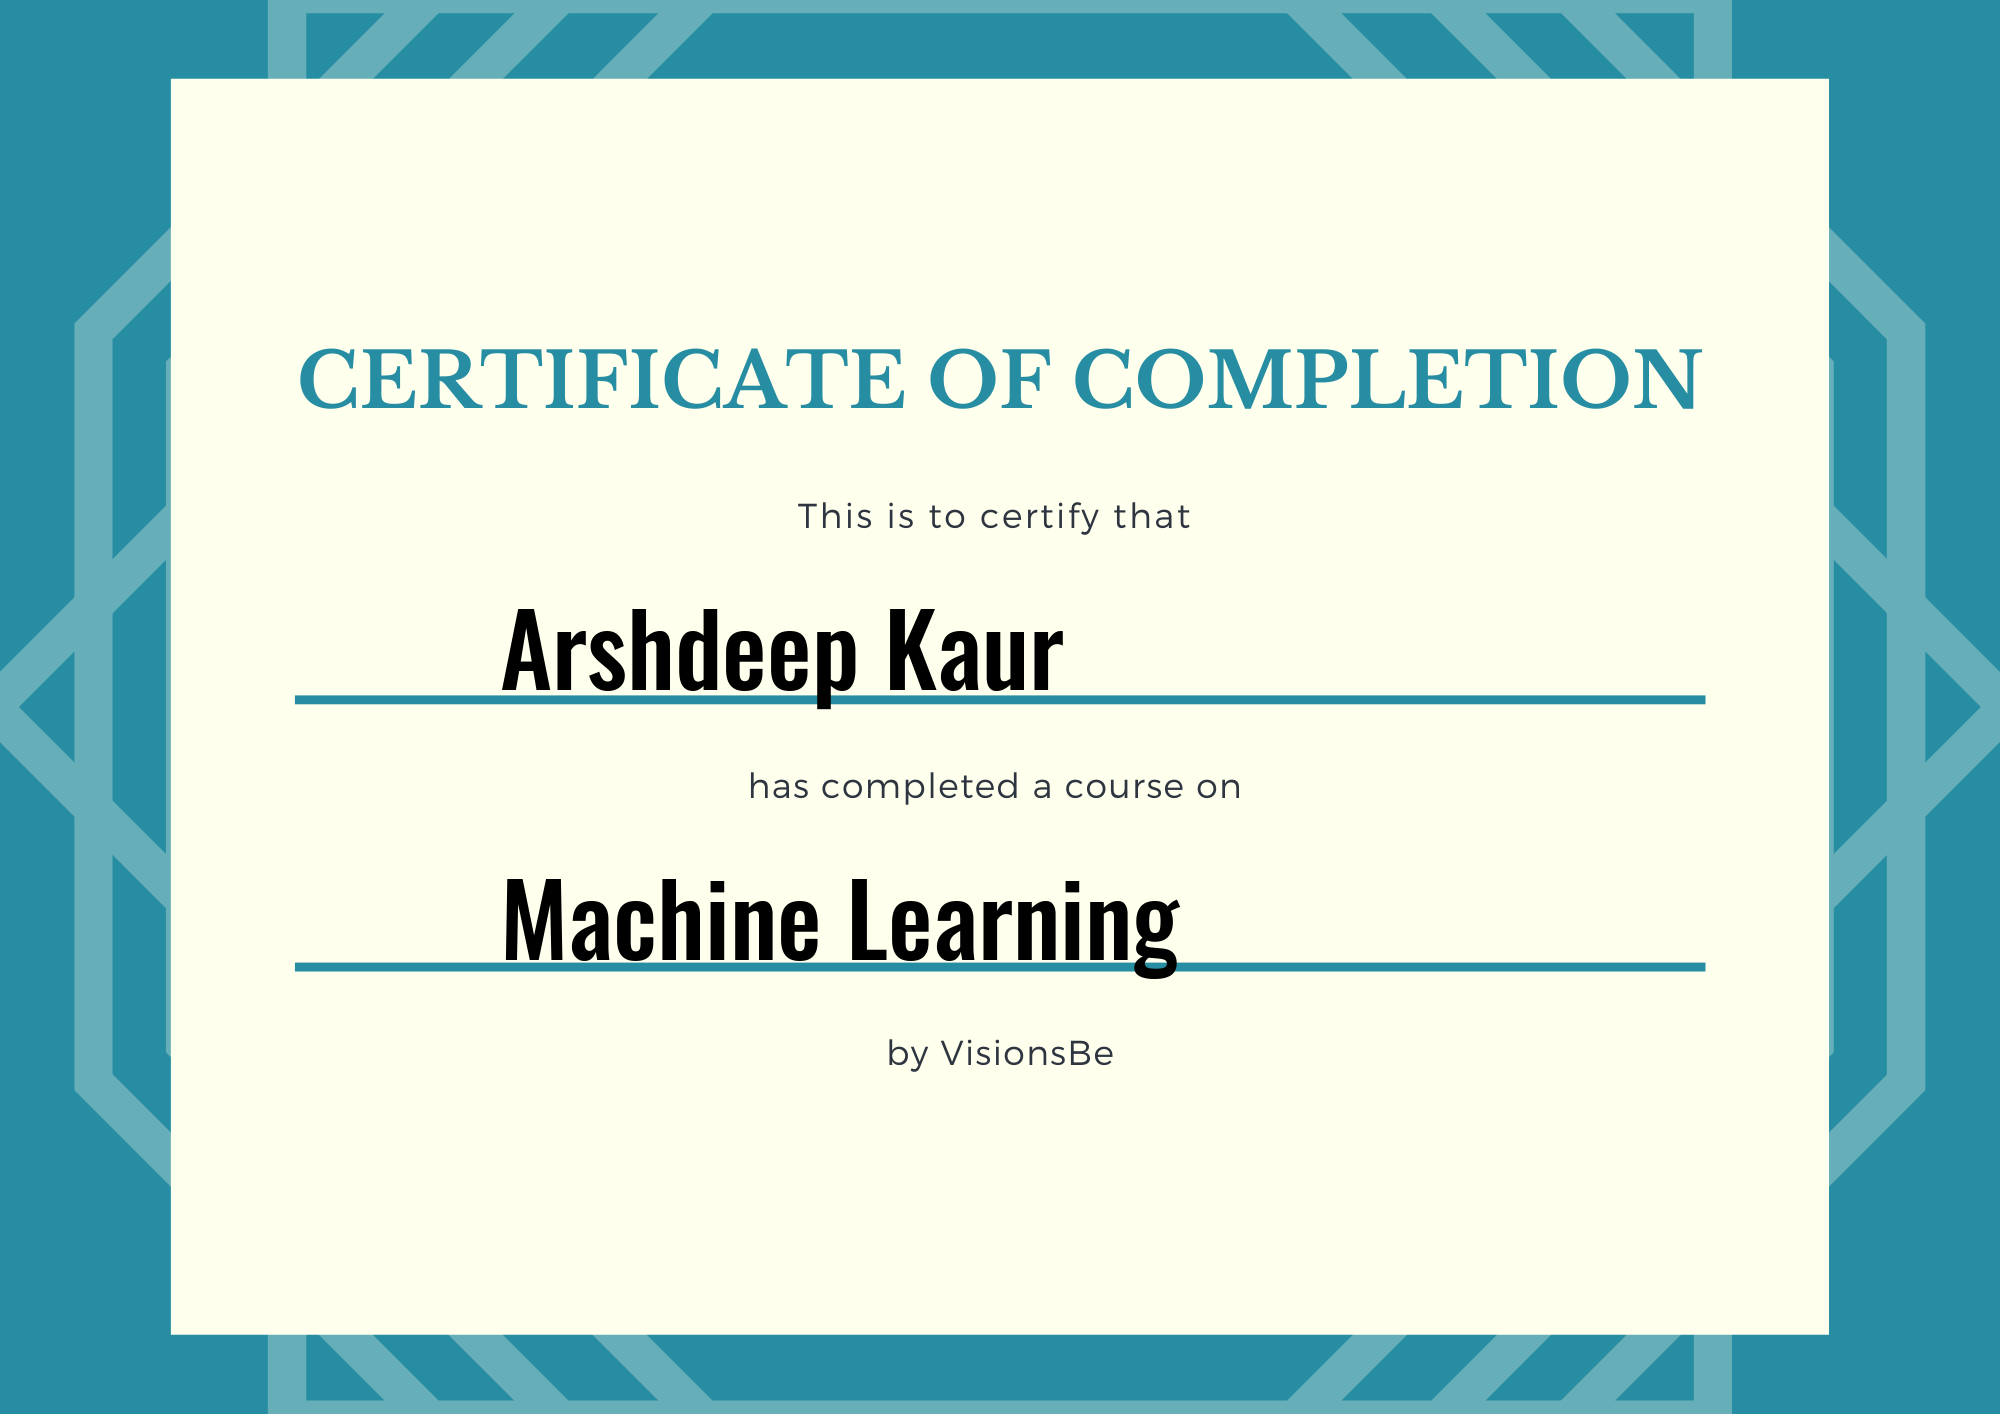 CERTIFICATE OF COMPLETION
This is to certify that
Arshdeep Kaur
has completed a course on
Machine Learning
by VisionsBe